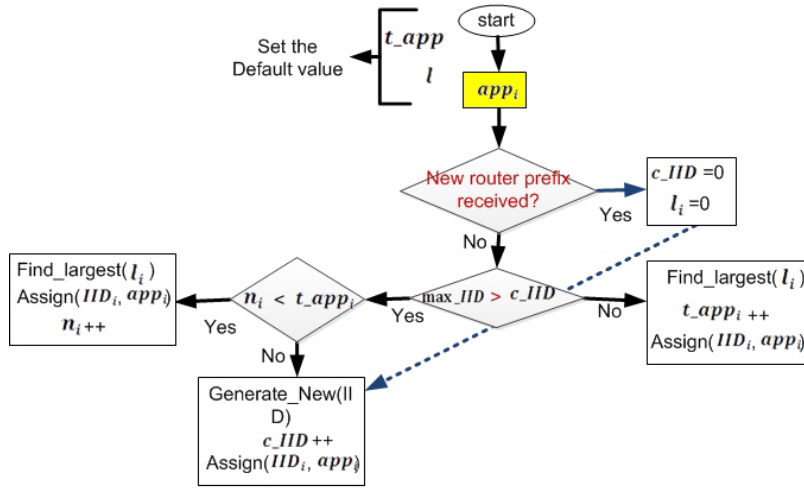 start
Set the
Default value
t_app
l
app_i
New router prefix
received?
Yes
c_IID =0
l_i =0
No
Find_largest(l_i)
Assign(IID_i, app_i)
n_i ++
Yes
n_i < t_app_i
Yes
max_IID > c_IID
No
Find_largest(l_i)
t_app_i ++
Assign(IID_i, app_i)
No
Generate_New(II
D)
c_IID ++
Assign(IID_i, app_i)